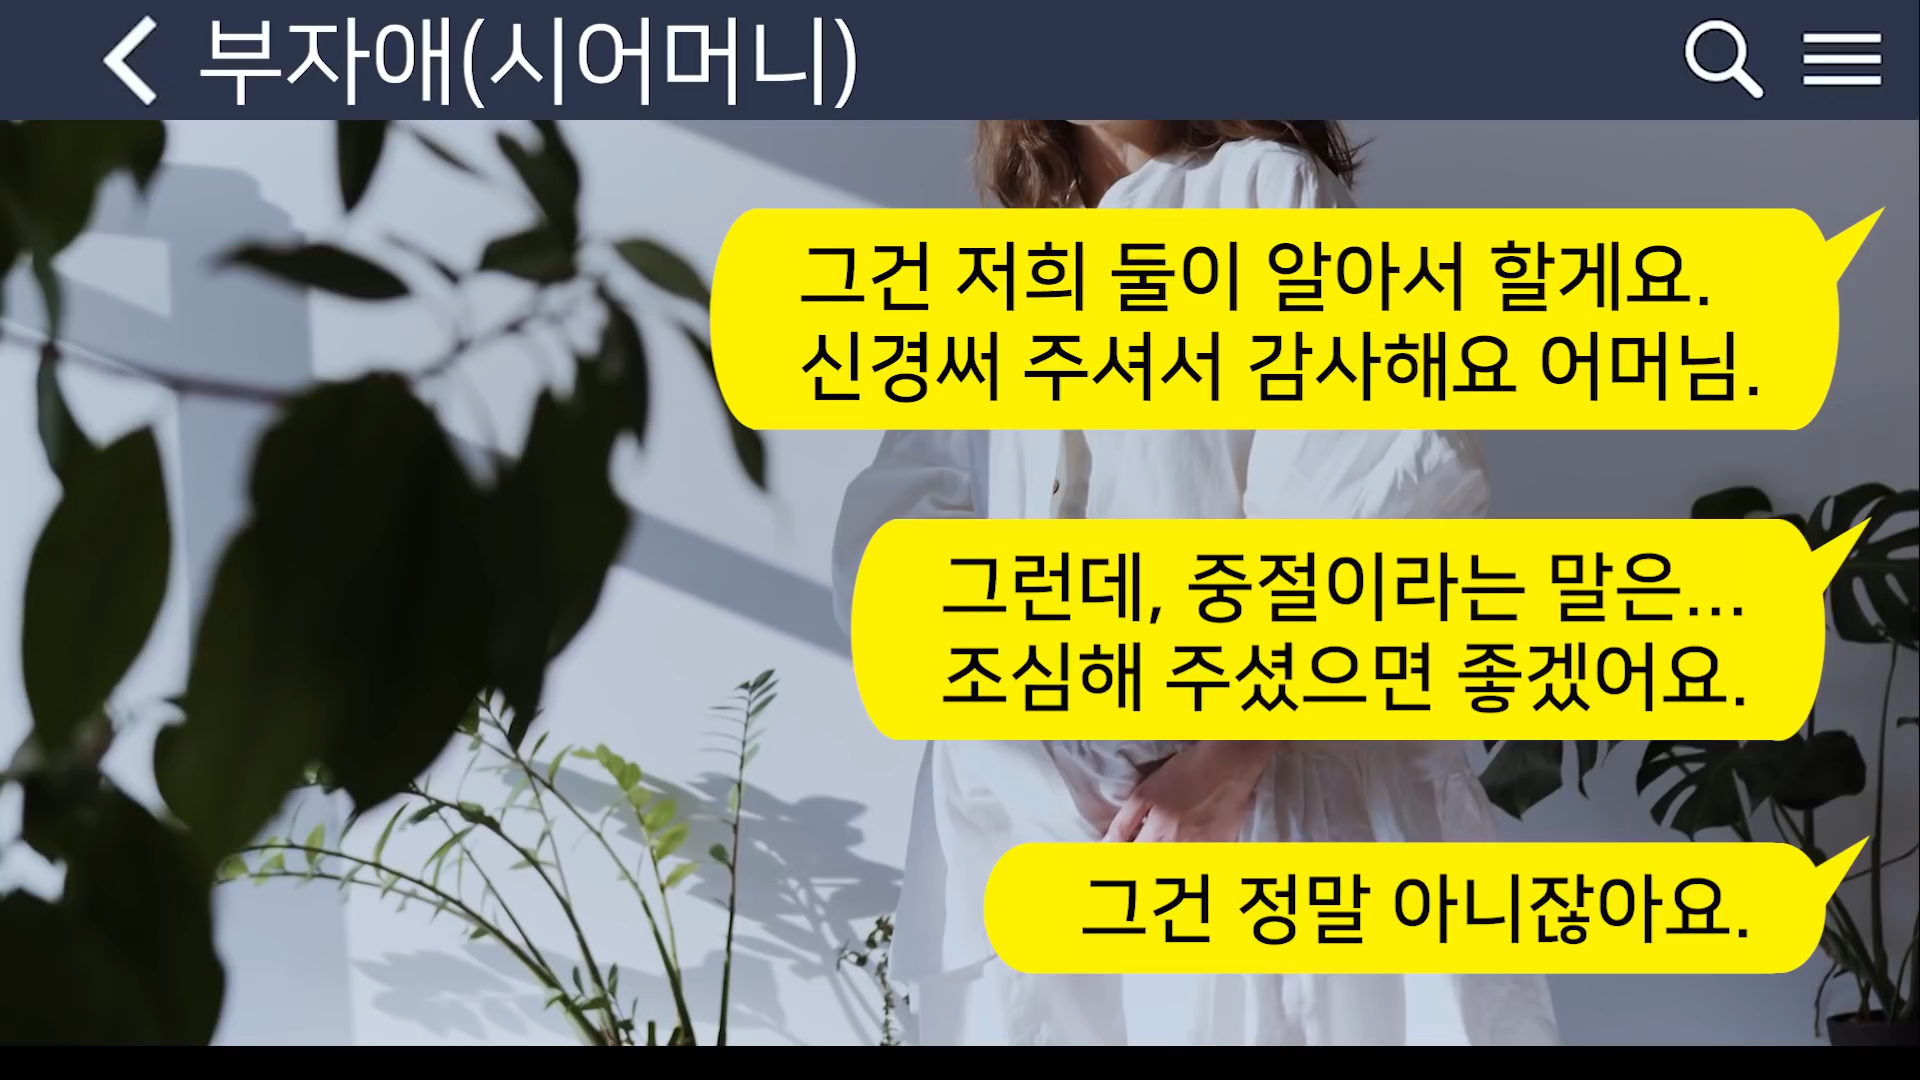 부자애(시어머니)
그건 저희 둘이 알아서 할게요.
신경써 주셔서 감사해요 어머님.
그런데, 중절이라는 말은...
조심해 주셨으면 좋겠어요.
그건 정말 아니잖아요.